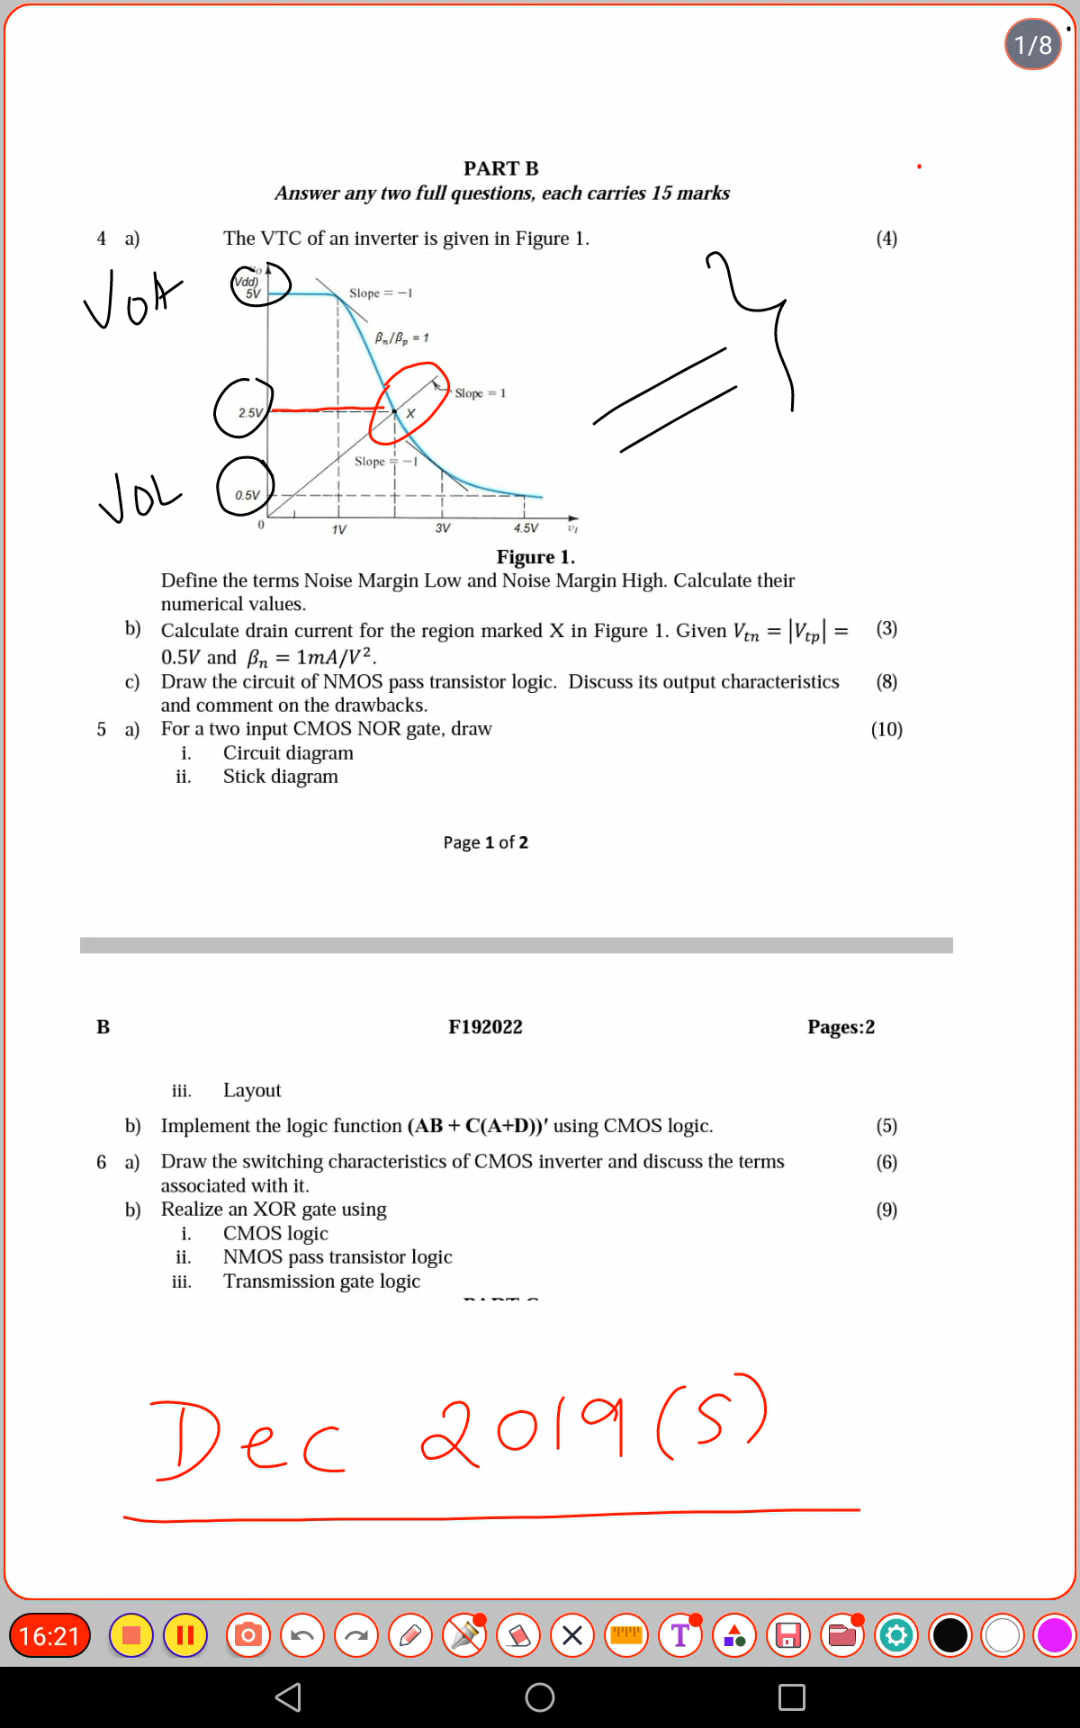 1/8
PART B
Answer any two full questions, each carries 15 marks
4 a) The VTC of an inverter is given in Figure 1. (4)
VOH
Vdd)
5V
Slope = −1
βn/βp = 1
Slope = 1
2.5V
X
Slope = −1
VOL
0.5V
0 1V 3V 4.5V vI
Figure 1.
Define the terms Noise Margin Low and Noise Margin High. Calculate their
numerical values.
b) Calculate drain current for the region marked X in Figure 1. Given Vtn = |Vtp| = (3)
0.5V and βn = 1mA/V².
c) Draw the circuit of NMOS pass transistor logic. Discuss its output characteristics (8)
and comment on the drawbacks.
5 a) For a two input CMOS NOR gate, draw (10)
i. Circuit diagram
ii. Stick diagram
Page 1 of 2
B F192022 Pages:2
iii. Layout
b) Implement the logic function (AB + C(A+D))′ using CMOS logic. (5)
6 a) Draw the switching characteristics of CMOS inverter and discuss the terms (6)
associated with it.
b) Realize an XOR gate using (9)
i. CMOS logic
ii. NMOS pass transistor logic
iii. Transmission gate logic
Dec 2019 (S)
16:21
T